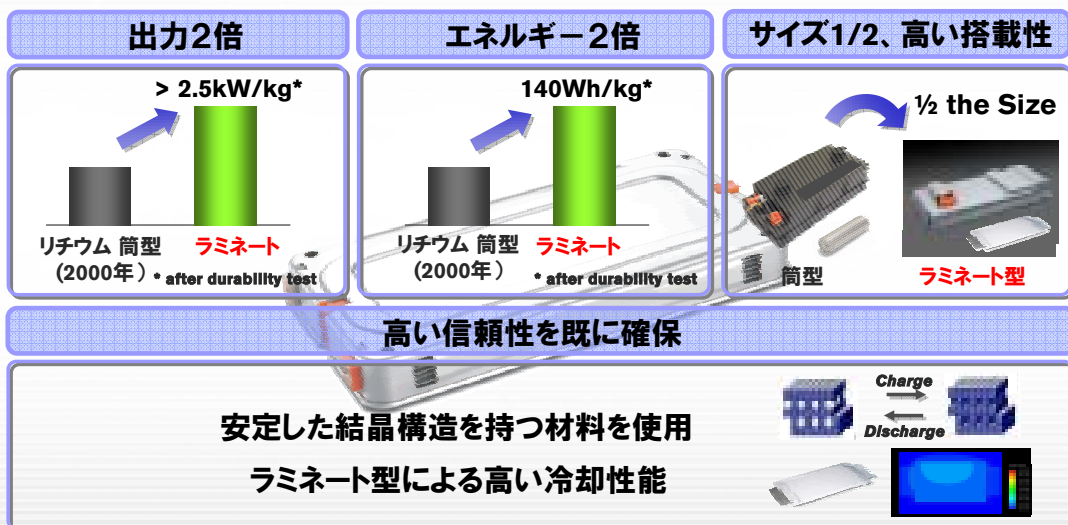 出力2倍
> 2.5kW/kg*
リチウム 筒型
(2000年)
ラミネート
* after durability test
エネルギー2倍
140Wh/kg*
リチウム 筒型
(2000年)
ラミネート
* after durability test
サイズ1/2、高い搭載性
½ the Size
筒型
ラミネート型
高い信頼性を既に確保
安定した結晶構造を持つ材料を使用
Charge
Discharge
ラミネート型による高い冷却性能